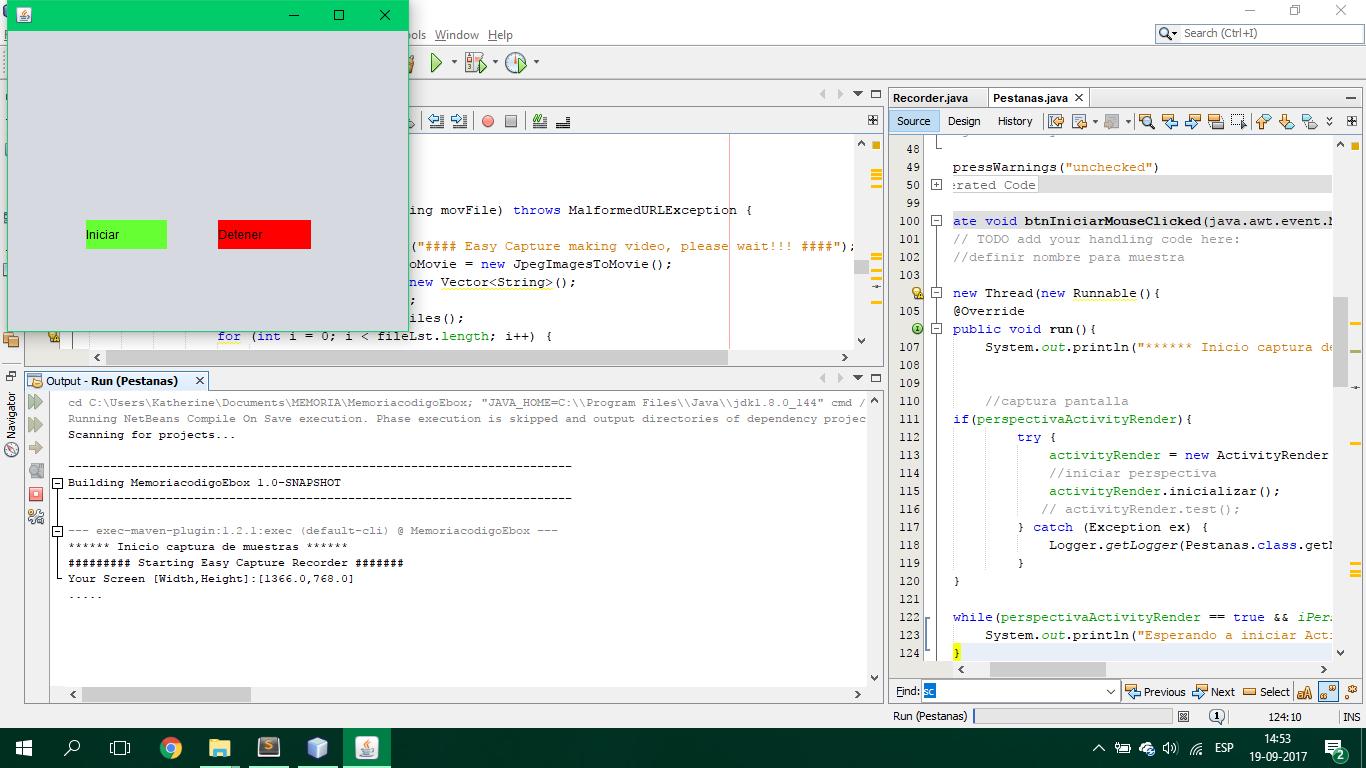 Window Help
Search (Ctrl+I)
Iniciar
Detener
ing movFile) throws MalformedURLException {
("#### Easy Capture making video, please wait!!! ####");
oMovie = new JpegImagesToMovie();
new Vector<String>();
;
iles();
for (int i = 0; i < fileLst.length; i++) {
Output - Run (Pestanas)
cd C:\Users\Katherine\Documents\MEMORIA\MemoriacodigoEbox; "JAVA_HOME=C:\\Program Files\\Java\\jdk1.8.0_144" cmd /
Running NetBeans Compile On Save execution. Phase execution is skipped and output directories of dependency projec
Scanning for projects...
------------------------------------------------------------------------
Building MemoriacodigoEbox 1.0-SNAPSHOT
------------------------------------------------------------------------
--- exec-maven-plugin:1.2.1:exec (default-cli) @ MemoriacodigoEbox ---
****** Inicio captura de muestras ******
######### Starting Easy Capture Recorder #######
Your Screen [Width,Height]:[1366.0,768.0]
.....
Navigator
Recorder.java Pestanas.java
Source Design History
48
49 pressWarnings("unchecked")
50 erated Code
99
100 ate void btnIniciarMouseClicked(java.awt.event.M
101 // TODO add your handling code here:
102 //definir nombre para muestra
103
new Thread(new Runnable(){
105 @Override
public void run(){
107 System.out.println("****** Inicio captura de
108
109
110 //captura pantalla
111 if(perspectivaActivityRender){
112 try {
113 activityRender = new ActivityRender
114 //iniciar perspectiva
115 activityRender.inicializar();
116 // activityRender.test();
117 } catch (Exception ex) {
118 Logger.getLogger(Pestanas.class.getN
119 }
120 }
121
122 while(perspectivaActivityRender == true && iPers
123 System.out.println("Esperando a iniciar Acti
124 }
Find: sc Previous Next Select
Run (Pestanas) 1 124:10 INS
ESP 14:53
19-09-2017 2